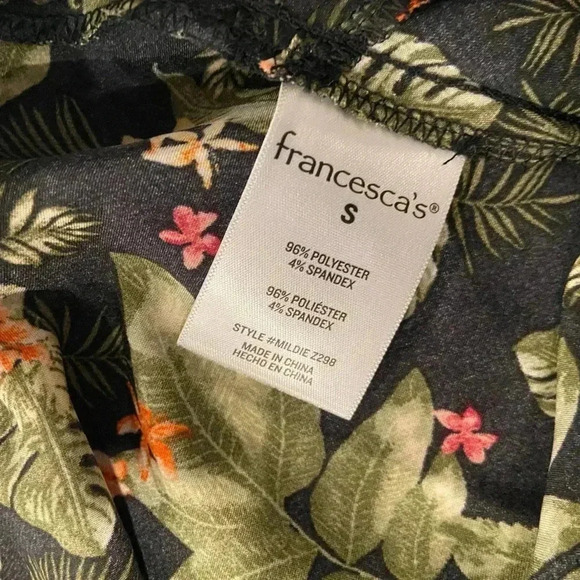 francesca's®
S
96% POLYESTER
4% SPANDEX
96% POLIÉSTER
4% SPANDEX
STYLE #MILDIE Z298
MADE IN CHINA
HECHO EN CHINA